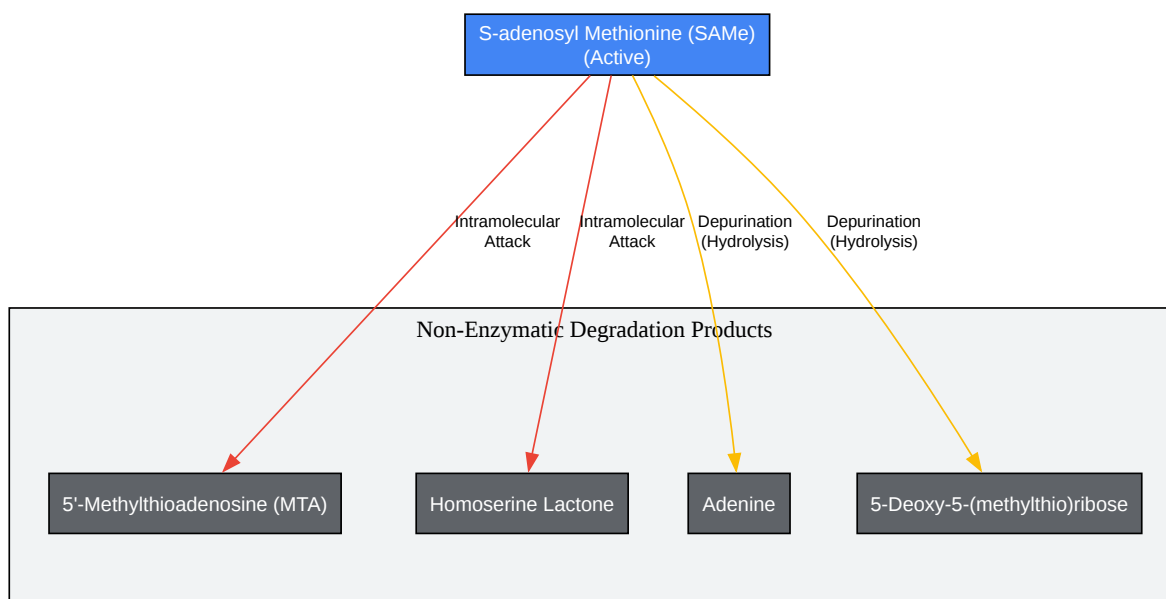 S-adenosyl Methionine (SAMe)
(Active)
Intramolecular
Attack
Intramolecular
Attack
Depurination
(Hydrolysis)
Depurination
(Hydrolysis)
Non-Enzymatic Degradation Products
5'-Methylthioadenosine (MTA)
Homoserine Lactone
Adenine
5-Deoxy-5-(methylthio)ribose